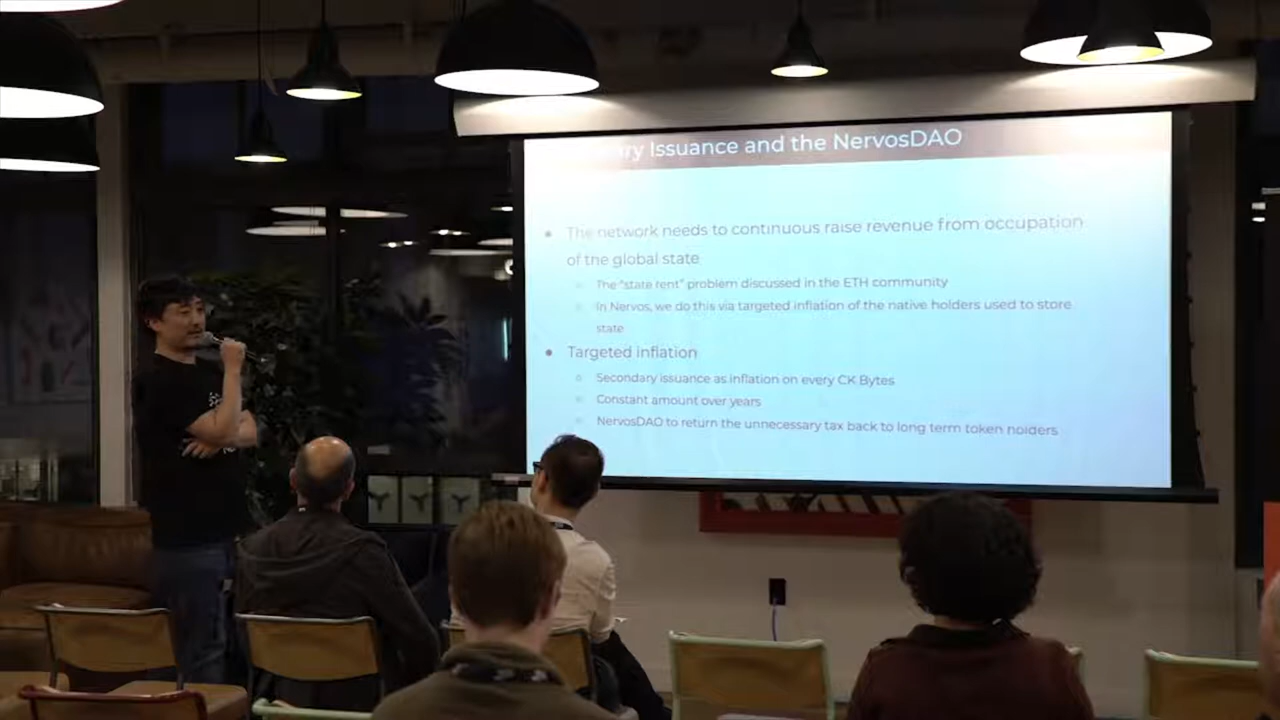 Issuance and the NervosDAO
The network needs to continuous raise revenue from occupation
of the global state
The "state rent" problem discussed in the ETH community
In Nervos, we do this via targeted inflation of the native holders used to store
state
Targeted inflation
Secondary issuance as inflation on every CK Bytes
Constant amount over years
NervosDAO to return the unnecessary tax back to long term token holders